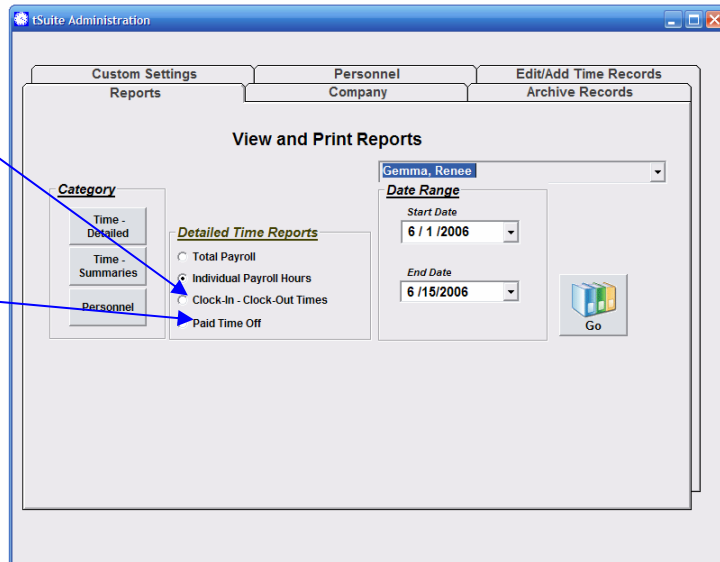 tSuite Administration
Custom Settings
Personnel
Edit/Add Time Records
Reports
Company
Archive Records
View and Print Reports
Gemma, Renee
Category
Time -
Detailed
Time -
Summaries
Personnel
Detailed Time Reports
Total Payroll
Individual Payroll Hours
Clock-In - Clock-Out Times
Paid Time Off
Date Range
Start Date
6 / 1 /2006
End Date
6 /15/2006
Go